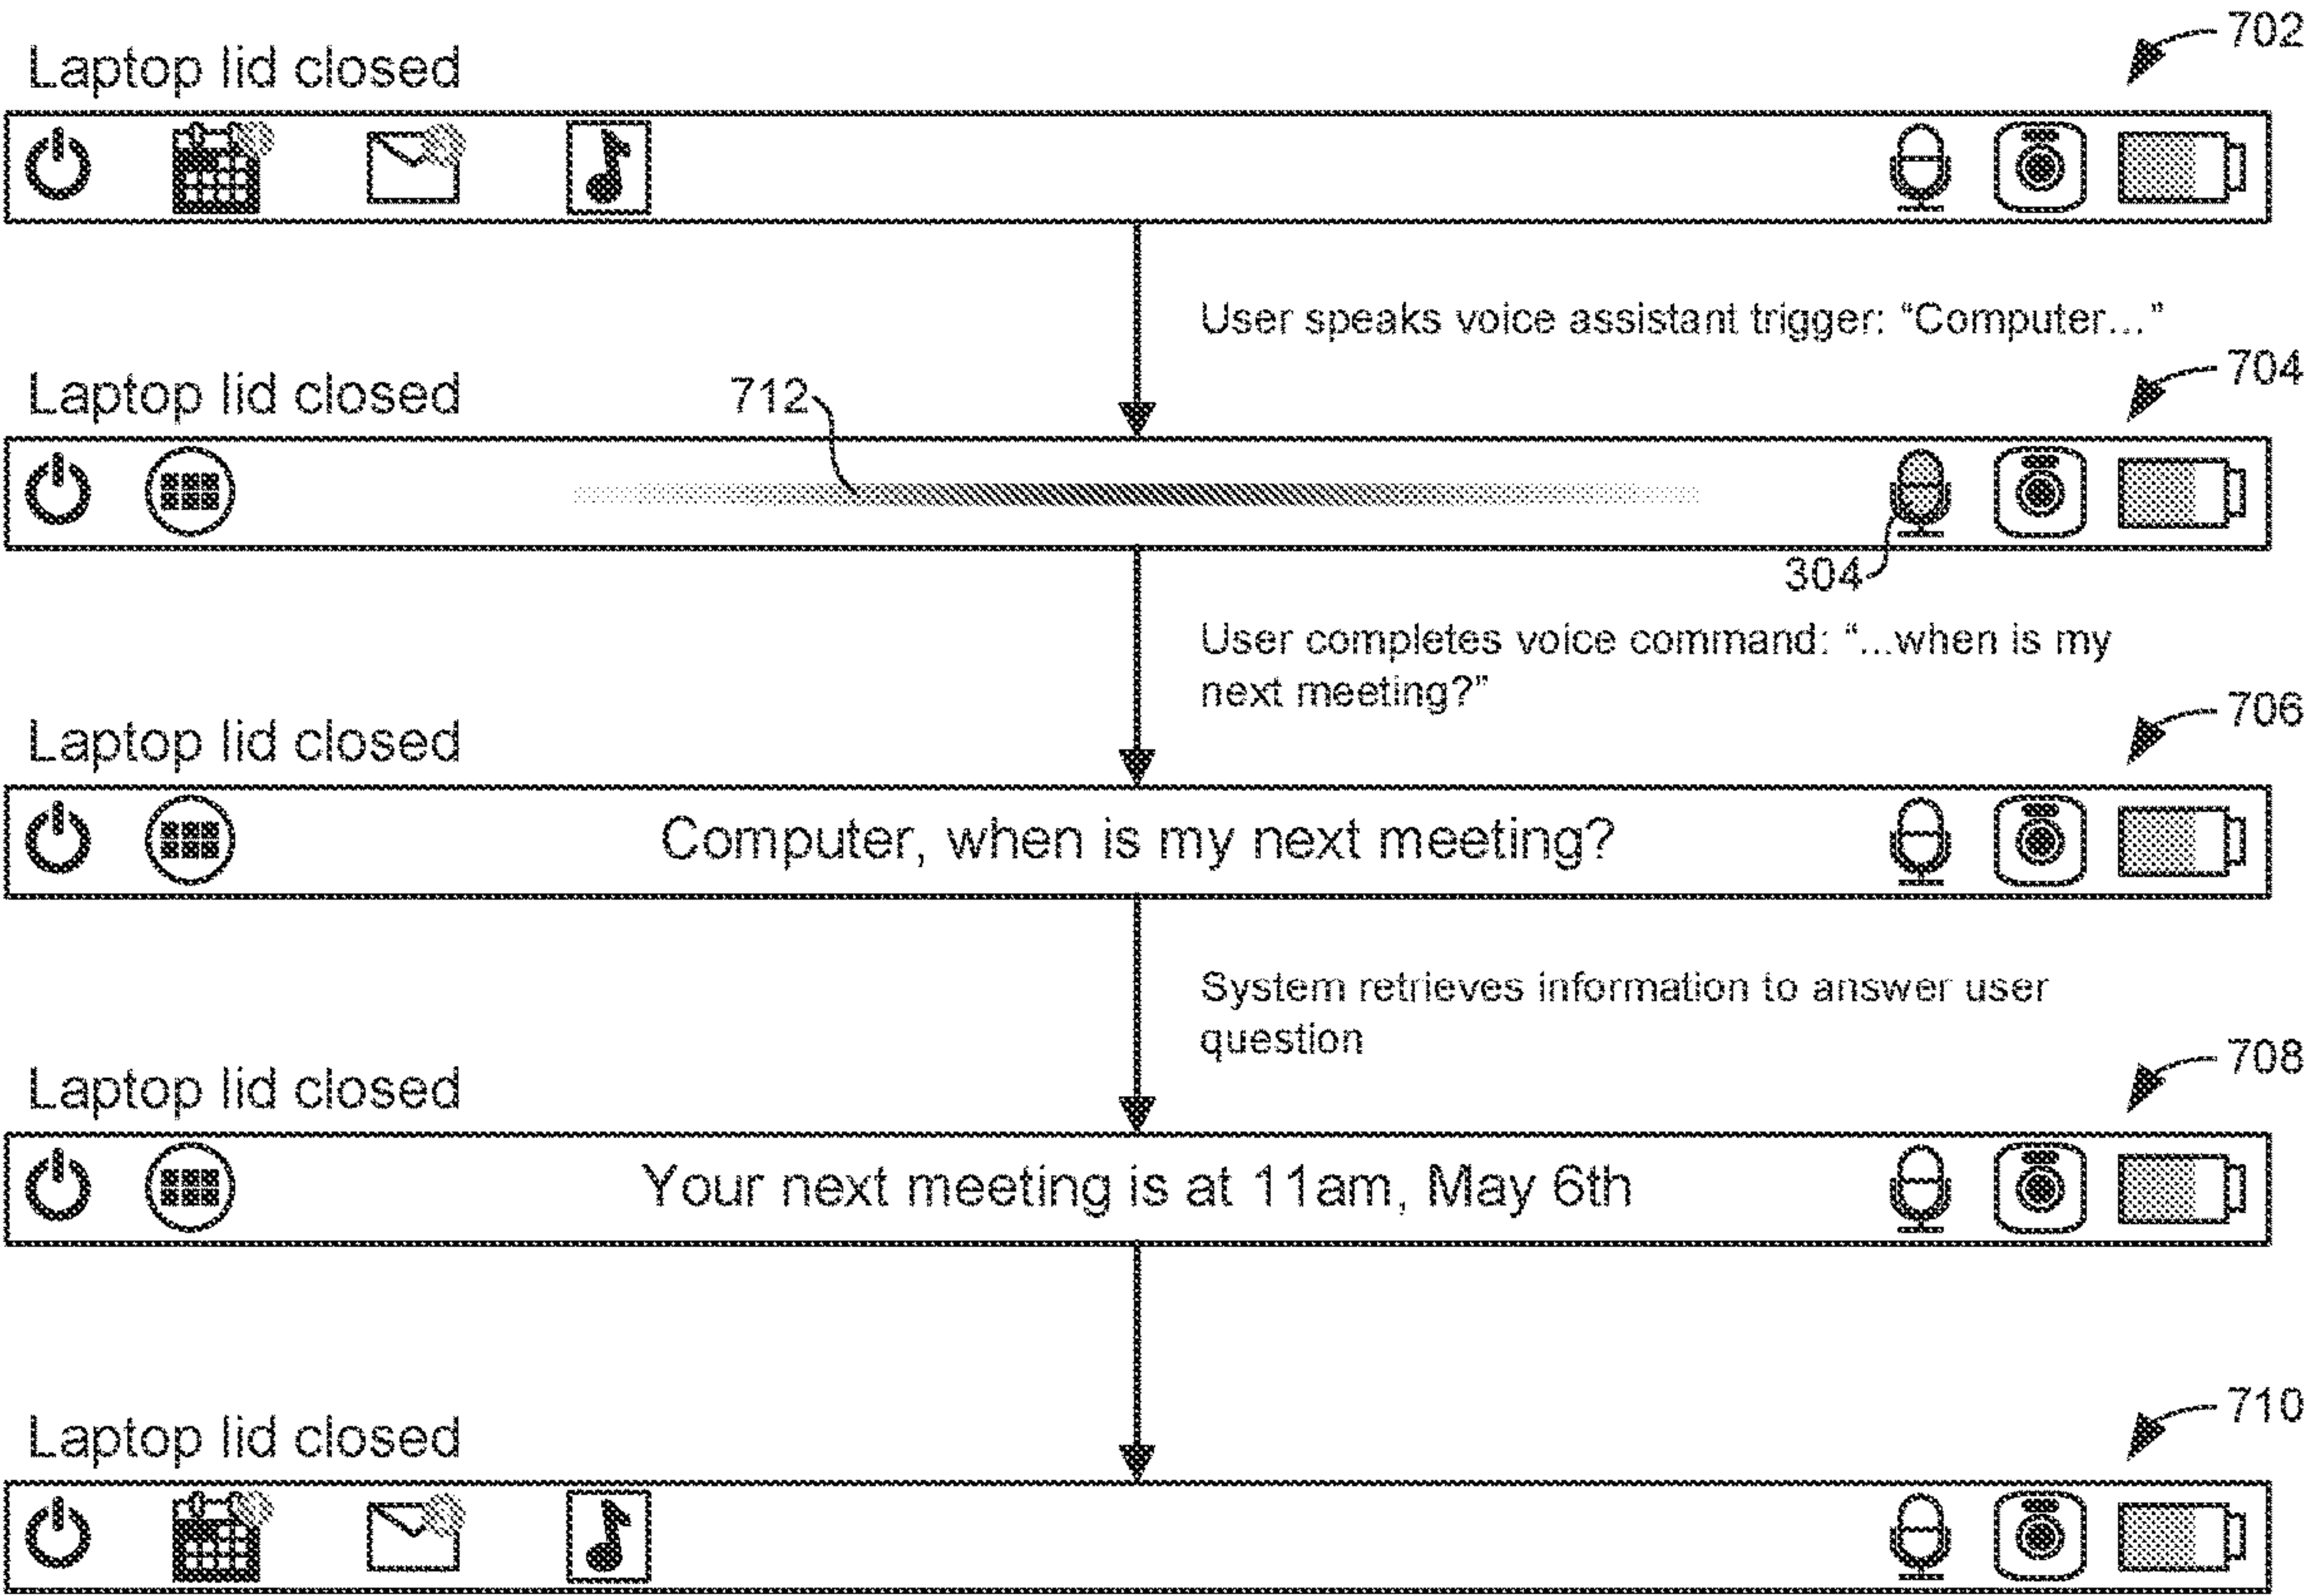 702
Laptop lid closed
User speaks voice assistant trigger: “Computer...”
704
Laptop lid closed
712
304
User completes voice command: “...when is my
next meeting?”
706
Laptop lid closed
Computer, when is my next meeting?
System retrieves information to answer user
question
708
Laptop lid closed
Your next meeting is at 11am, May 6th
710
Laptop lid closed